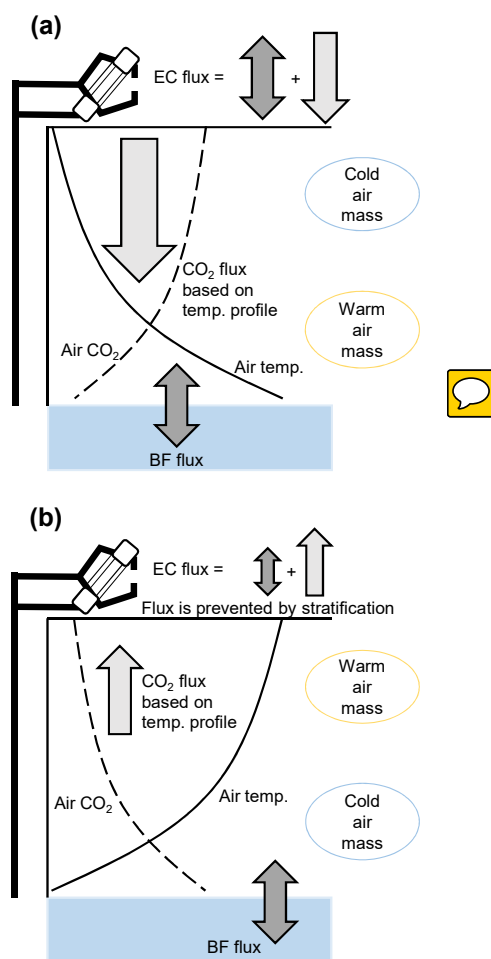 (a)
EC flux =
+
Cold
air
mass
CO₂ flux
based on
temp. profile
Warm
air
mass
Air CO₂
Air temp.
BF flux
(b)
EC flux =
+
Flux is prevented by stratification
CO₂ flux
based on
temp. profile
Warm
air
mass
Air CO₂
Air temp.
Cold
air
mass
BF flux